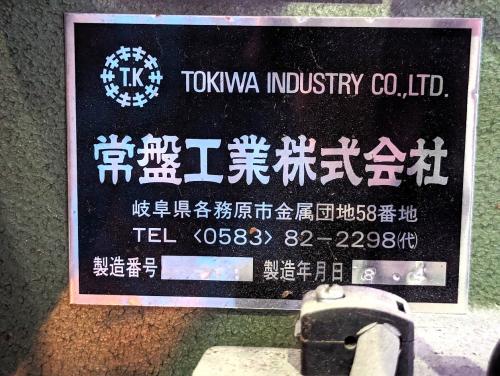 T.K TOKIWA INDUSTRY CO.,LTD.
常盤工業株式会社
岐阜県各務原市金属団地58番地
TEL 〈0583〉 82-2298㈹
製造番号 製造年月日